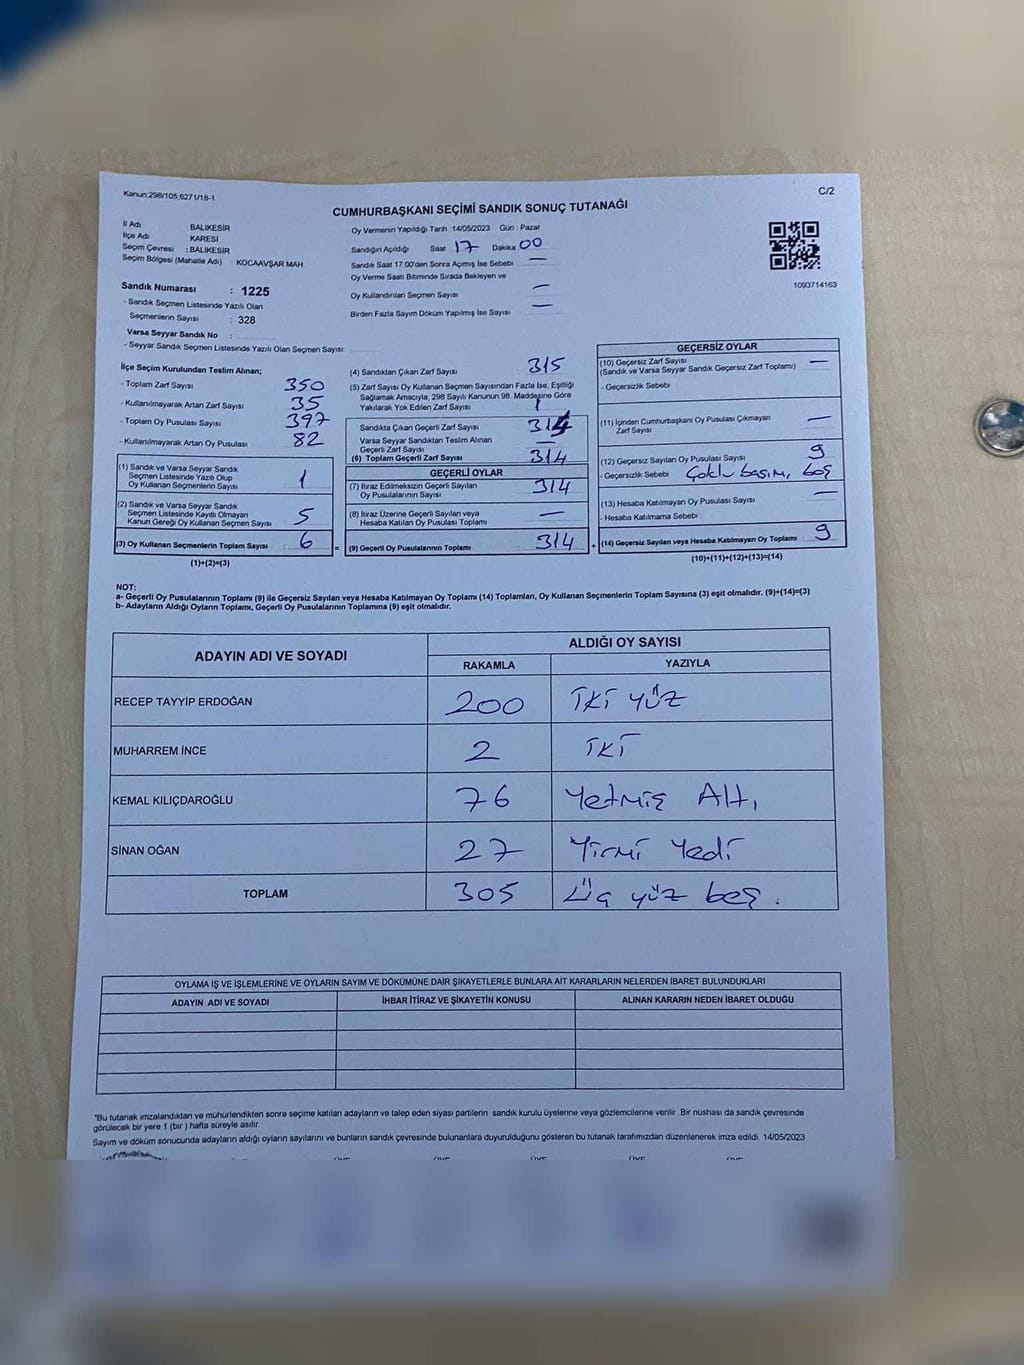 Kanun:298/105,6271/18-1
C/2
CUMHURBAŞKANI SEÇİMİ SANDIK SONUÇ TUTANAĞI
İl Adı : BALIKESİR
İlçe Adı : KARESİ
Seçim Çevresi : BALIKESİR
Seçim Bölgesi (Mahalle Adı) : KOCAAVŞAR MAH.
Sandık Numarası : 1225
- Sandık Seçmen Listesinde Yazılı Olan
Seçmenlerin Sayısı : 328
Varsa Seyyar Sandık No :
- Seyyar Sandık Seçmen Listesinde Yazılı Olan Seçmen Sayısı:
Oy Vermenin Yapıldığı Tarih 14/05/2023 Gün : Pazar
Sandığın Açıldığı Saat 17 Dakika 00
Sandık Saat 17:00'den Sonra Açmış İse Sebebi : —
Oy Verme Saati Bitiminde Sırada Bekleyen ve
Oy Kullandırılan Seçmen Sayısı —
Birden Fazla Sayım Döküm Yapılmış İse Sayısı —
1093714163
İlçe Seçim Kurulundan Teslim Alınan;
- Toplam Zarf Sayısı : 350
- Kullanılmayarak Artan Zarf Sayısı : 35
- Toplam Oy Pusulası Sayısı : 397
- Kullanılmayarak Artan Oy Pusulası : 82
(1) Sandık ve Varsa Seyyar Sandık
Seçmen Listesinde Yazılı Olup
Oy Kullanan Seçmenlerin Sayısı : 1
(2) Sandık ve Varsa Seyyar Sandık
Seçmen Listesinde Kayıtlı Olmayan
Kanun Gereği Oy Kullanan Seçmen Sayısı : 5
(3) Oy Kullanan Seçmenlerin Toplam Sayısı : 6
(1)+(2)=(3)
(4) Sandıktan Çıkan Zarf Sayısı : 315
(5) Zarf Sayısı Oy Kullanan Seçmen Sayısından Fazla İse, Eşitliği
Sağlamak Amacıyla; 298 Sayılı Kanunun 98. Maddesine Göre
Yakılarak Yok Edilen Zarf Sayısı : 1
Sandıkta Çıkan Geçerli Zarf Sayısı : 314
Varsa Seyyar Sandıktan Teslim Alınan
Geçerli Zarf Sayısı : —
(6) Toplam Geçerli Zarf Sayısı : 314
GEÇERLİ OYLAR
(7) İtiraz Edilmeksizin Geçerli Sayılan
Oy Pusulalarının Sayısı : 314
(8) İtiraz Üzerine Geçerli Sayılan veya
Hesaba Katılan Oy Pusulası Toplamı : —
= (9) Geçerli Oy Pusulalarının Toplamı : 314
GEÇERSİZ OYLAR
(10) Geçersiz Zarf Sayısı : —
(Sandık ve Varsa Seyyar Sandık Geçersiz Zarf Toplamı)
- Geçersizlik Sebebi :
(11) İçinden Cumhurbaşkanı Oy Pusulası Çıkmayan
Zarf Sayısı : —
(12) Geçersiz Sayılan Oy Pusulası Sayısı : 9
- Geçersizlik Sebebi : Çoklu basım, boş
(13) Hesaba Katılmayan Oy Pusulası Sayısı : —
- Hesaba Katılmama Sebebi :
+ (14) Geçersiz Sayılan veya Hesaba Katılmayan Oy Toplamı : 9
(10)+(11)+(12)+(13)=(14)
NOT:
a- Geçerli Oy Pusulalarının Toplamı (9) ile Geçersiz Sayılan veya Hesaba Katılmayan Oy Toplamı (14) Toplamları, Oy Kullanan Seçmenlerin Toplam Sayısına (3) eşit olmalıdır. (9)+(14)=(3)
b- Adayların Aldığı Oyların Toplamı, Geçerli Oy Pusulalarının Toplamına (9) eşit olmalıdır.
ADAYIN ADI VE SOYADI
ALDIĞI OY SAYISI
RAKAMLA YAZIYLA
RECEP TAYYİP ERDOĞAN 200 İki yüz
MUHARREM İNCE 2 İki
KEMAL KILIÇDAROĞLU 76 Yetmiş Altı
SİNAN OĞAN 27 Yirmi Yedi
TOPLAM 305 Üç yüz beş.
OYLAMA İŞ VE İŞLEMLERİNE VE OYLARIN SAYIM VE DÖKÜMÜNE DAİR ŞİKAYETLERLE BUNLARA AİT KARARLARIN NELERDEN İBARET BULUNDUKLARI
ADAYIN ADI VE SOYADI İHBAR İTİRAZ VE ŞİKAYETİN KONUSU ALINAN KARARIN NEDEN İBARET OLDUĞU
*Bu tutanak imzalandıktan ve mühürlendikten sonra seçime katılan adayların ve talep eden siyasi partilerin sandık kurulu üyelerine veya gözlemcilerine verilir. Bir nüshası da sandık çevresinde
görülecek bir yere 1 (bir) hafta süreyle asılır.
Sayım ve döküm sonucunda adayların aldığı oyların sayılarını ve bunların sandık çevresinde bulunanlara duyurulduğunu gösteren bu tutanak tarafımızdan düzenlenerek imza edildi. 14/05/2023
ÜYE ÜYE ÜYE ÜYE ÜYE